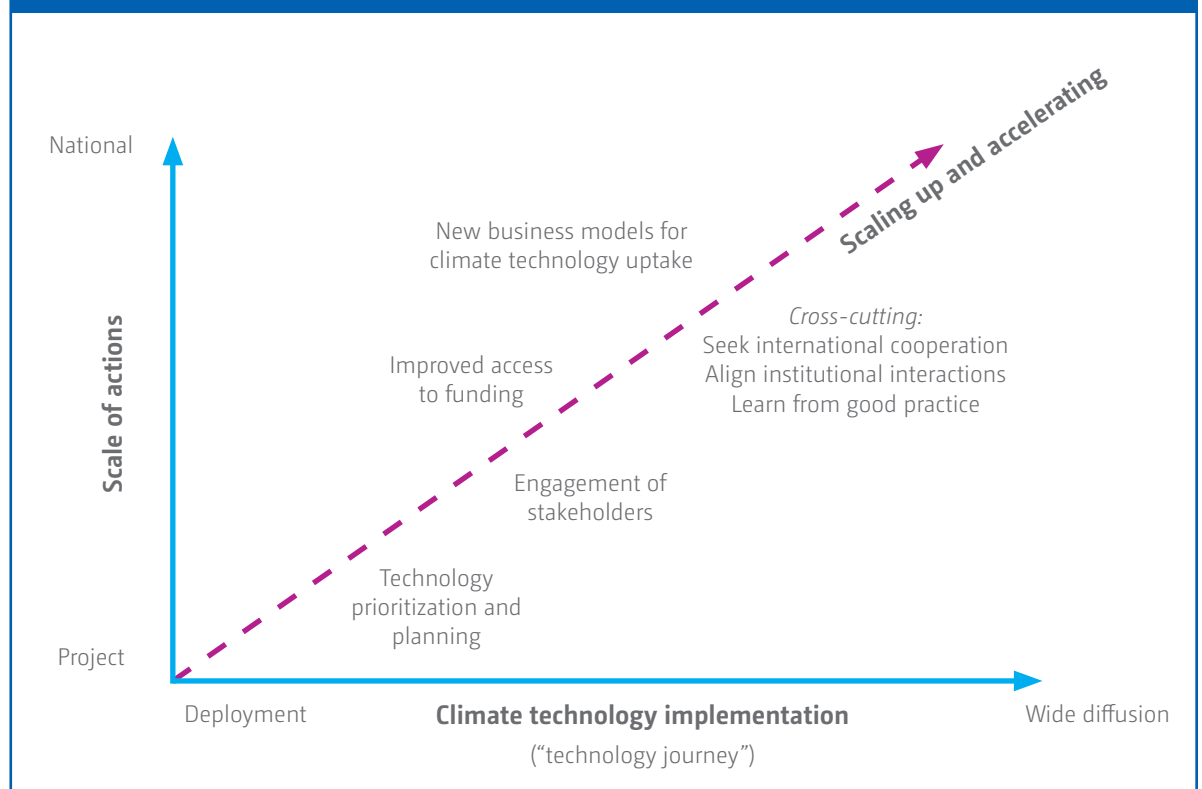 National
Scaling up and accelerating
New business models for
climate technology uptake
Cross-cutting:
Seek international cooperation
Align institutional interactions
Learn from good practice
Improved access
to funding
Scale of actions
Engagement of
stakeholders
Technology
prioritization and
planning
Project
Deployment
Climate technology implementation
("technology journey")
Wide diffusion